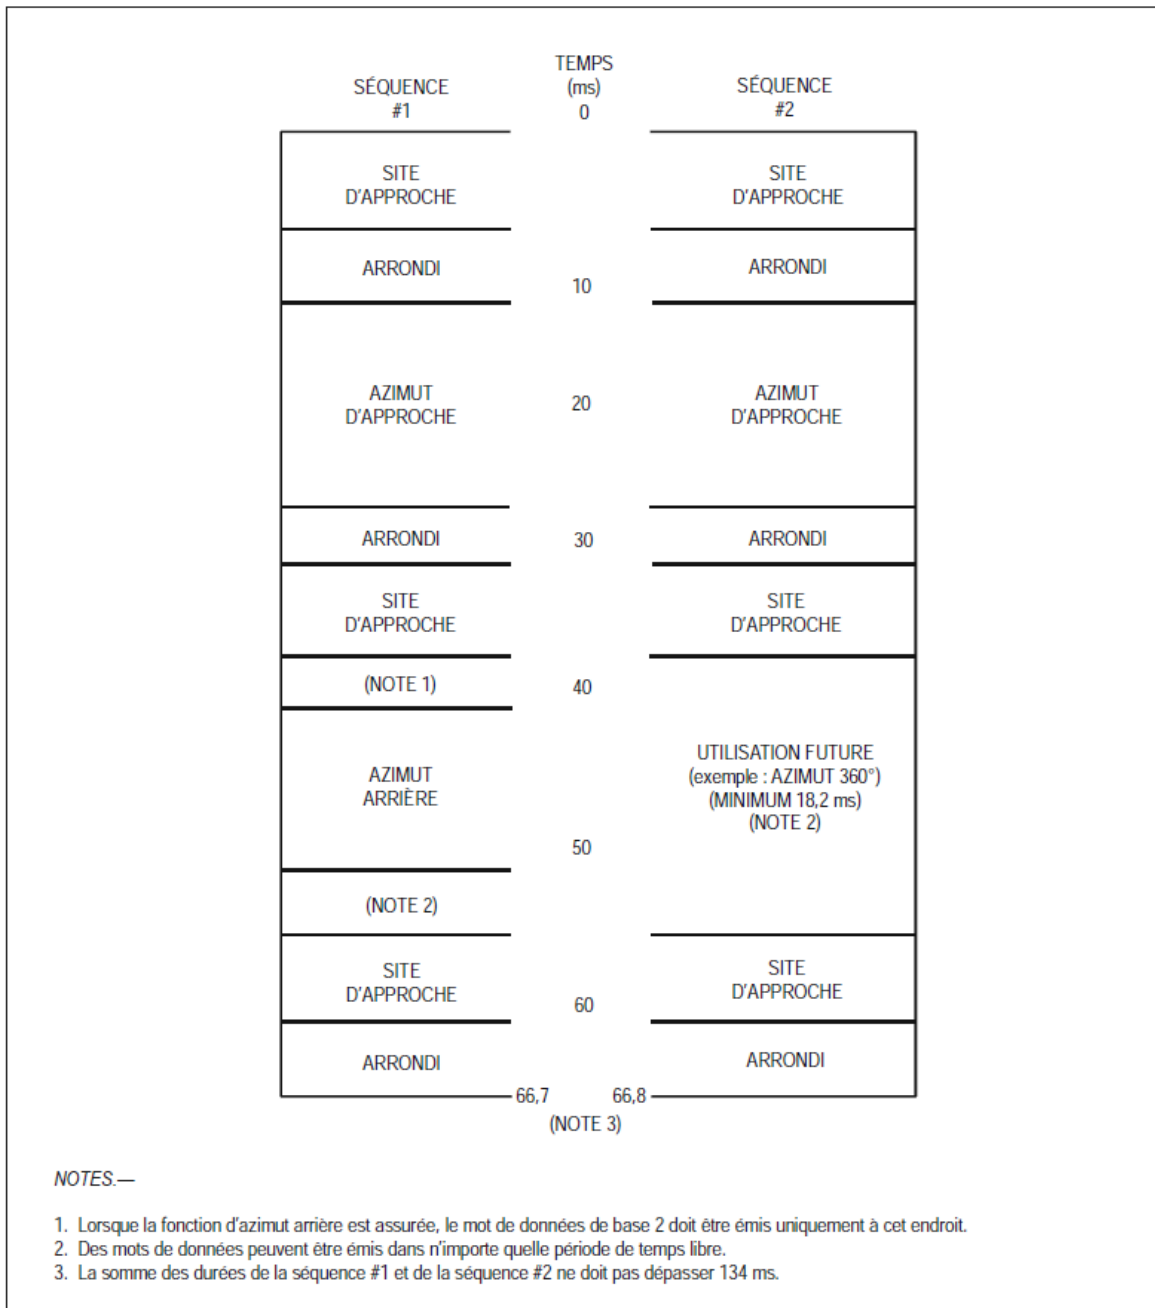 TEMPS
(ms)
0
SÉQUENCE
#1
SÉQUENCE
#2
SITE
D'APPROCHE
SITE
D'APPROCHE
ARRONDI
ARRONDI
10
AZIMUT
D'APPROCHE
20
AZIMUT
D'APPROCHE
ARRONDI
30
ARRONDI
SITE
D'APPROCHE
SITE
D'APPROCHE
(NOTE 1)
40
AZIMUT
ARRIÈRE
UTILISATION FUTURE
(exemple : AZIMUT 360°)
(MINIMUM 18,2 ms)
(NOTE 2)
50
(NOTE 2)
SITE
D'APPROCHE
SITE
D'APPROCHE
60
ARRONDI
ARRONDI
66,7 66,8
(NOTE 3)
NOTES.—
1. Lorsque la fonction d'azimut arrière est assurée, le mot de données de base 2 doit être émis uniquement à cet endroit.
2. Des mots de données peuvent être émis dans n'importe quelle période de temps libre.
3. La somme des durées de la séquence #1 et de la séquence #2 ne doit pas dépasser 134 ms.